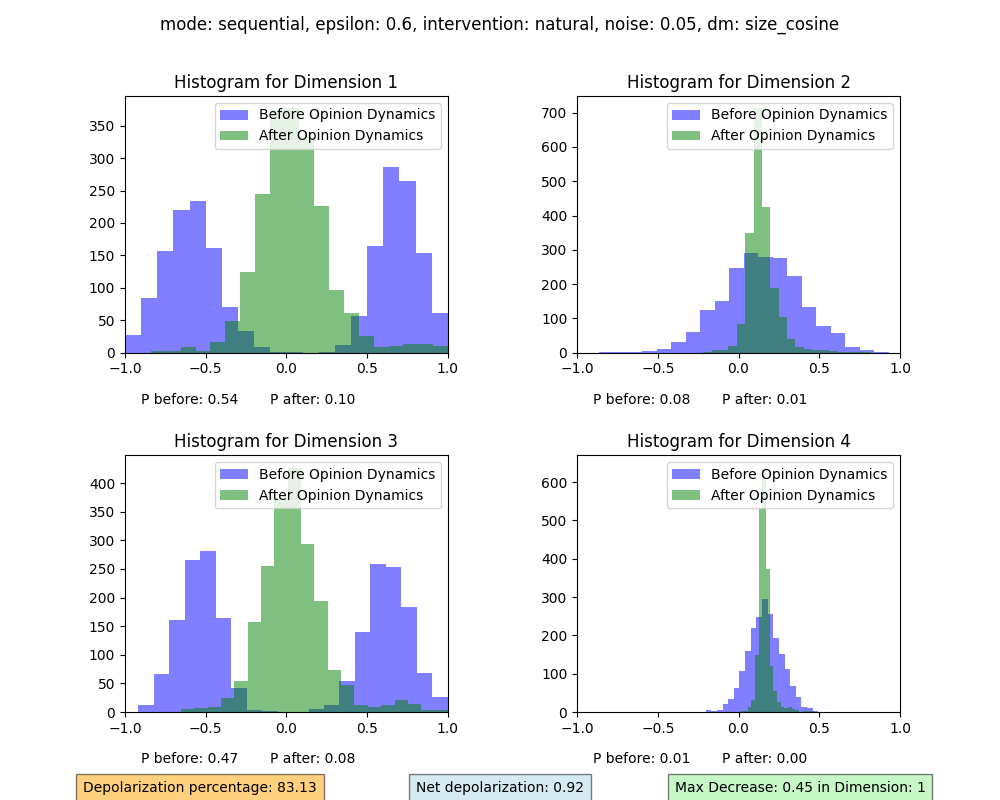 mode: sequential, epsilon: 0.6, intervention: natural, noise: 0.05, dm: size_cosine
Histogram for Dimension 1
Before Opinion Dynamics
After Opinion Dynamics
350
300
250
200
150
100
50
0
−1.0 −0.5 0.0 0.5 1.0
P before: 0.54 P after: 0.10
Histogram for Dimension 2
Before Opinion Dynamics
After Opinion Dynamics
700
600
500
400
300
200
100
0
−1.0 −0.5 0.0 0.5 1.0
P before: 0.08 P after: 0.01
Histogram for Dimension 3
Before Opinion Dynamics
After Opinion Dynamics
400
350
300
250
200
150
100
50
0
−1.0 −0.5 0.0 0.5 1.0
P before: 0.47 P after: 0.08
Histogram for Dimension 4
Before Opinion Dynamics
After Opinion Dynamics
600
500
400
300
200
100
0
−1.0 −0.5 0.0 0.5 1.0
P before: 0.01 P after: 0.00
Depolarization percentage: 83.13
Net depolarization: 0.92
Max Decrease: 0.45 in Dimension: 1